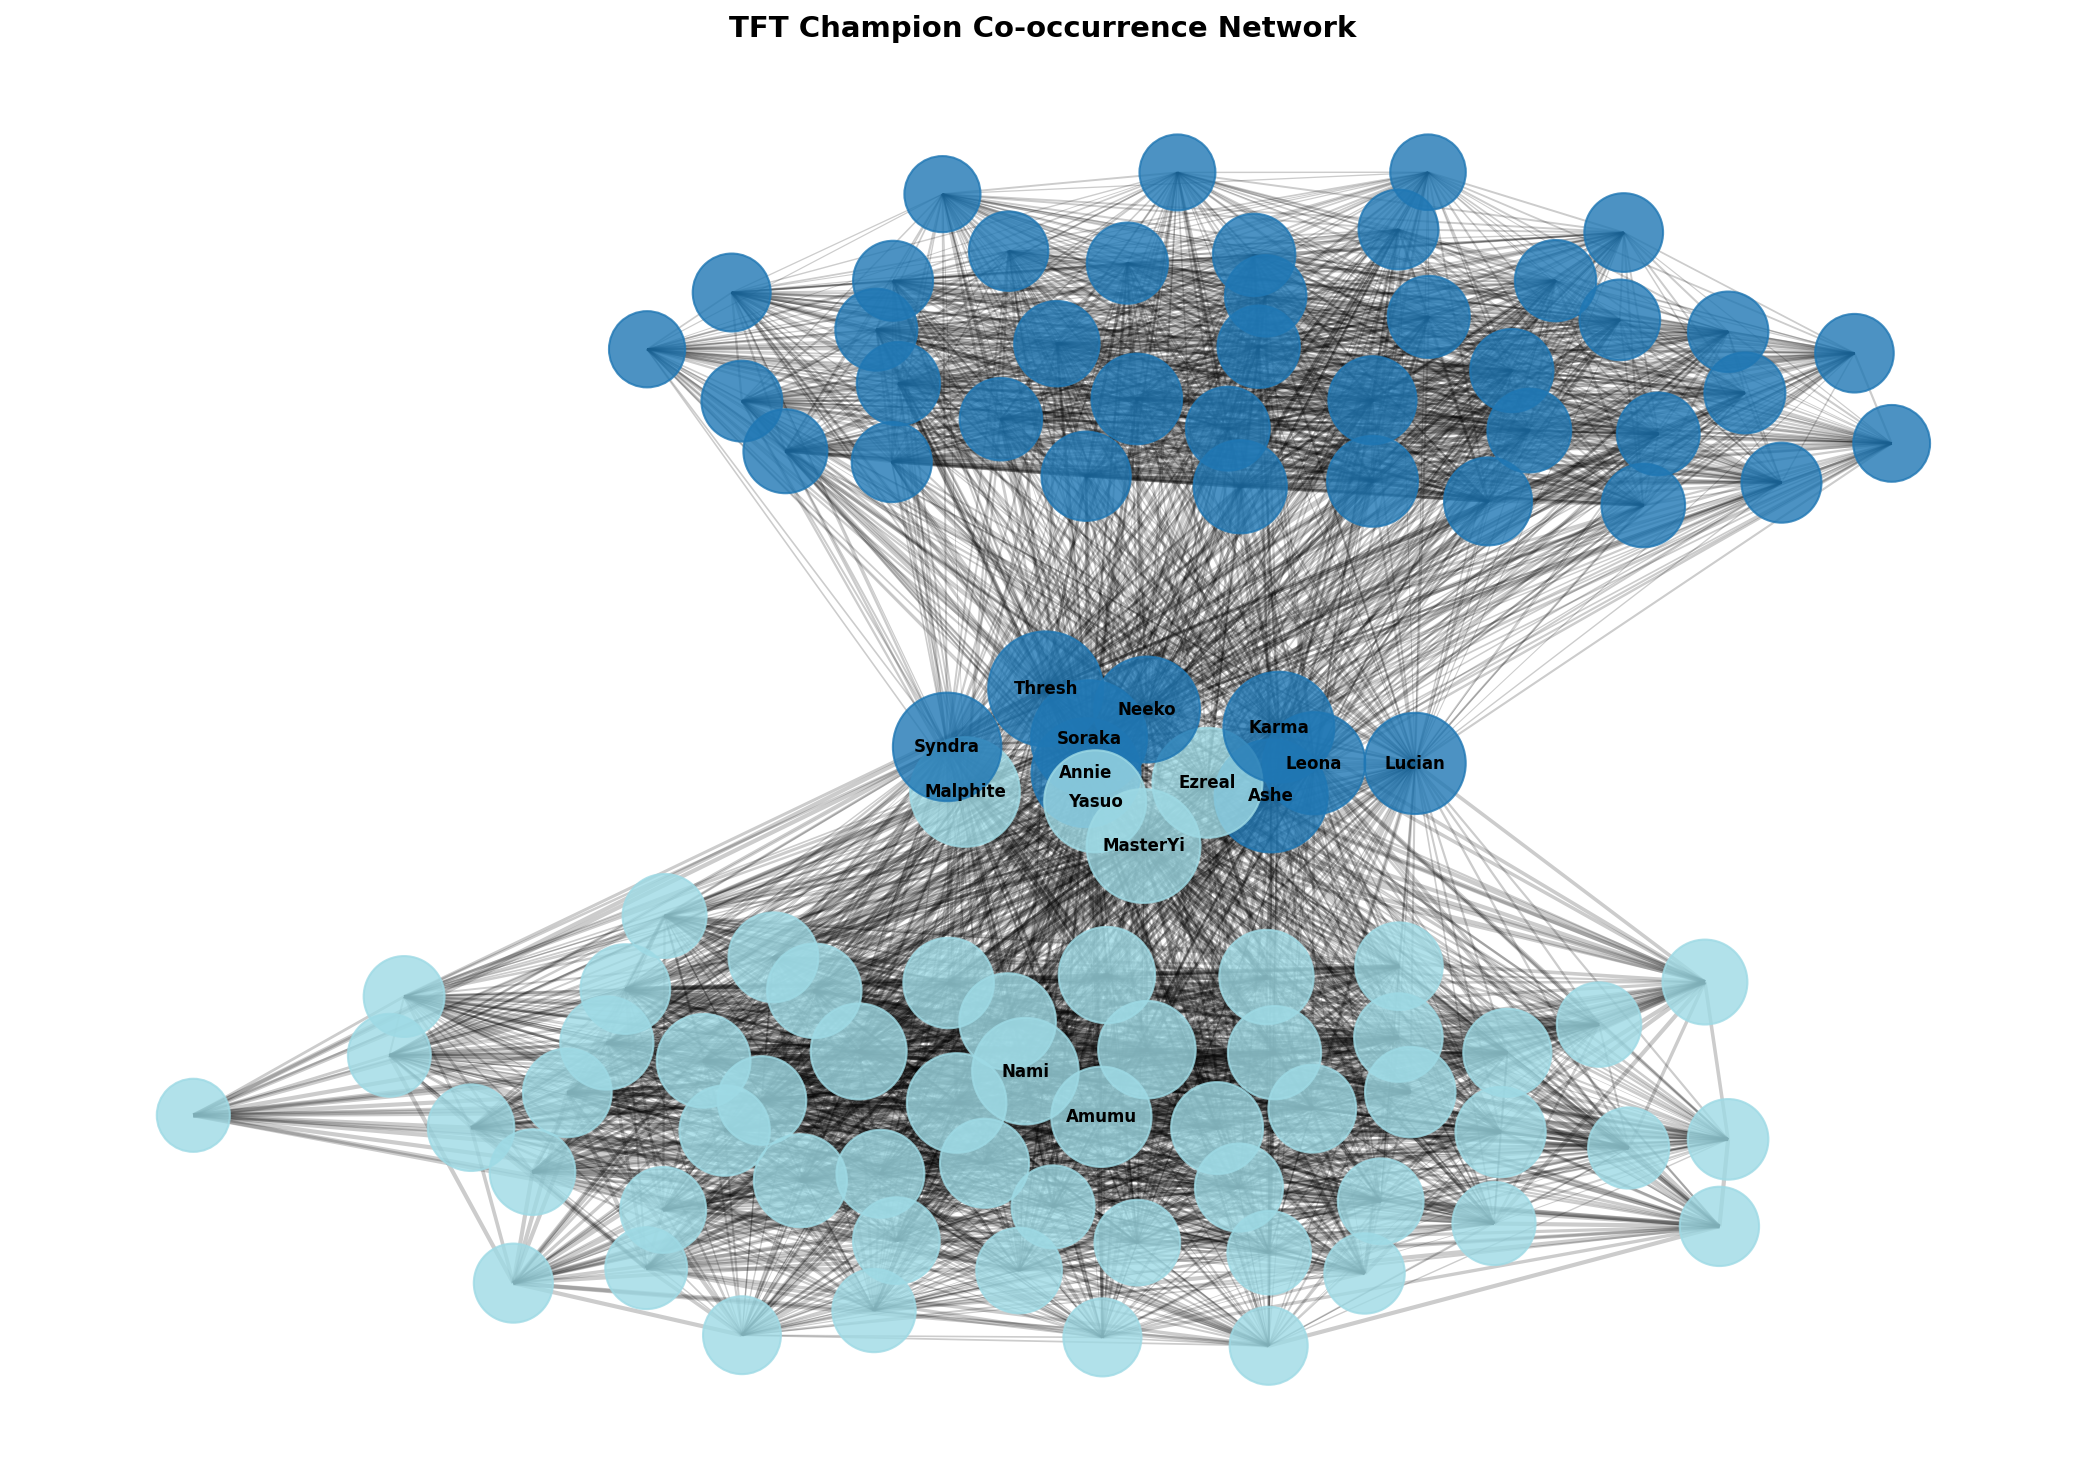 TFT Champion Co-occurrence Network
Thresh
Neeko
Karma
Soraka
Syndra
Leona
Lucian
Annie
Ezreal
Malphite
Ashe
Yasuo
MasterYi
Nami
Amumu